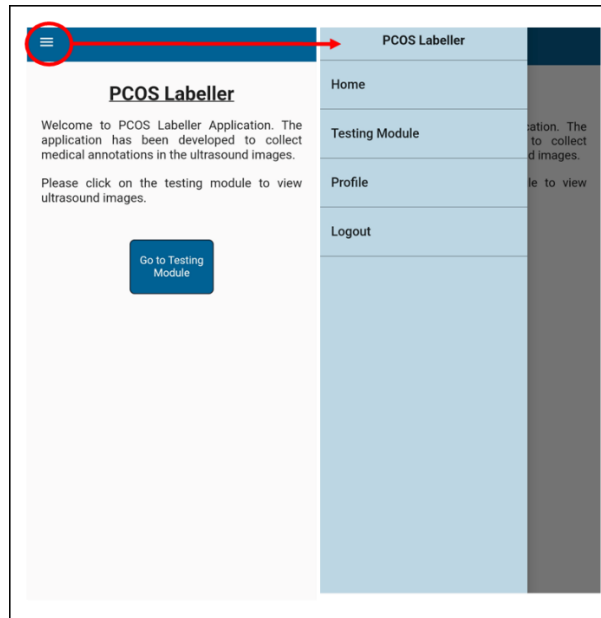 PCOS Labeller
Welcome to PCOS Labeller Application. The
application has been developed to collect
medical annotations in the ultrasound images.
Please click on the testing module to view
ultrasound images.
Go to Testing
Module
PCOS Labeller
Home
Testing Module
Profile
Logout
The
to collect
d images.
le to view